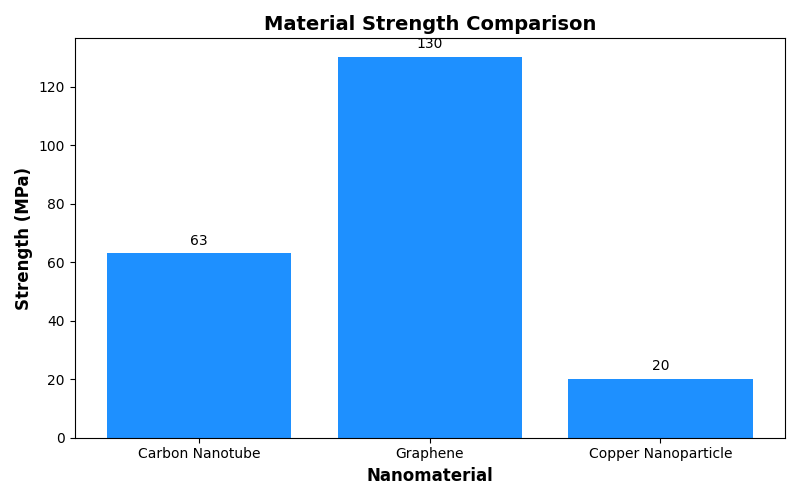 Material Strength Comparison
130
120
100
80
60
40
20
0
63
20
Strength (MPa)
Carbon Nanotube
Graphene
Copper Nanoparticle
Nanomaterial